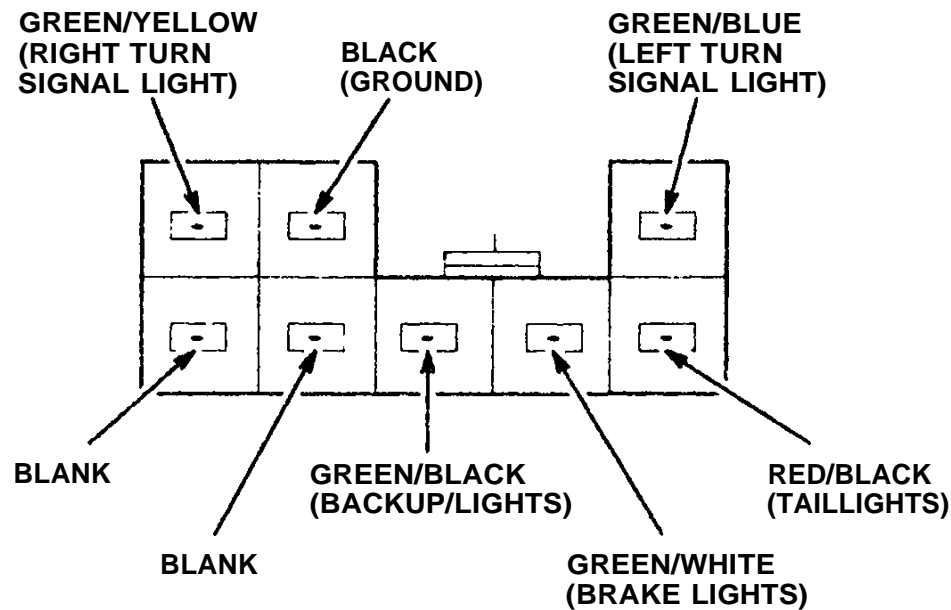 GREEN/YELLOW
(RIGHT TURN
SIGNAL LIGHT)
BLACK
(GROUND)
GREEN/BLUE
(LEFT TURN
SIGNAL LIGHT)
BLANK
GREEN/BLACK
(BACKUP/LIGHTS)
RED/BLACK
(TAILLIGHTS)
BLANK
GREEN/WHITE
(BRAKE LIGHTS)